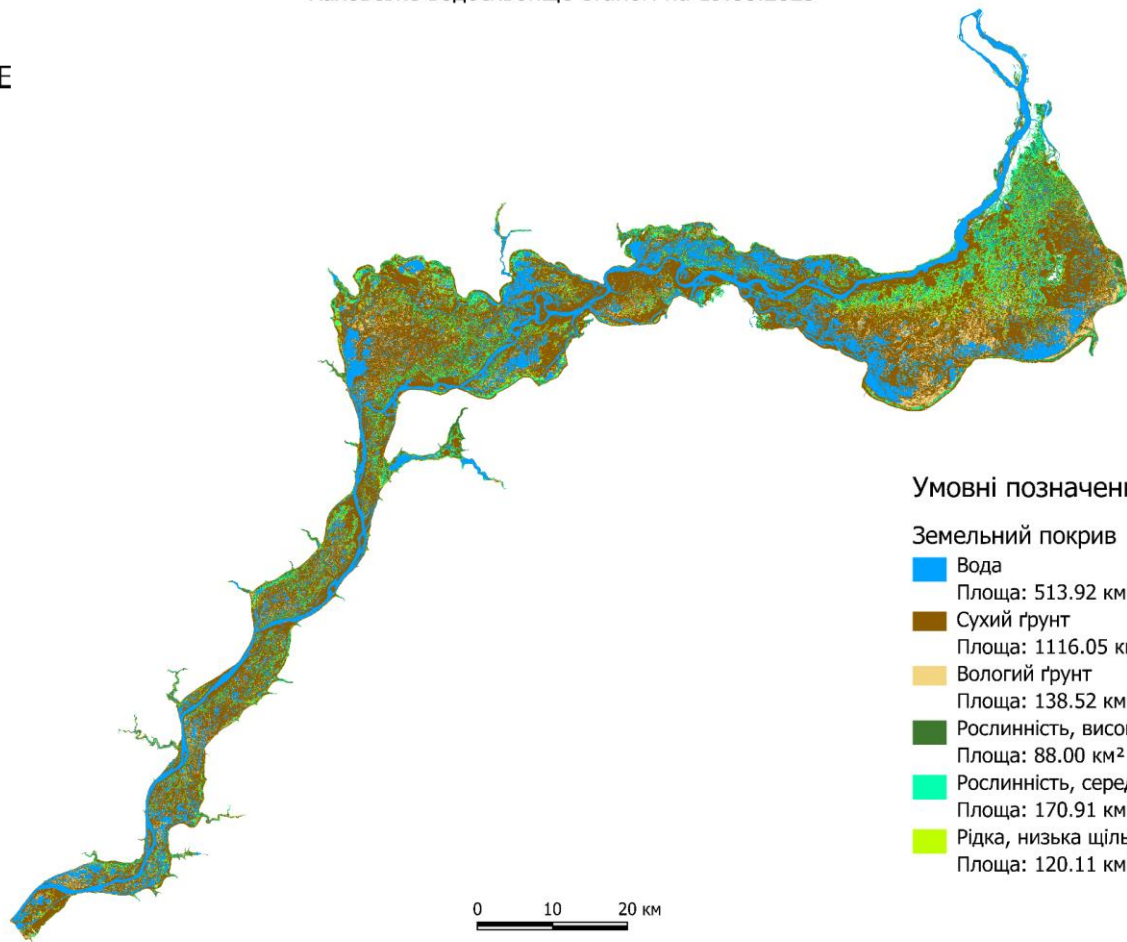 E
Умовні позначен
Земельний покрив
Вода
Площа: 513.92 км
Сухий ґрунт
Площа: 1116.05 к
Вологий ґрунт
Площа: 138.52 км
Рослинність, висо
Площа: 88.00 км²
Рослинність, серед
Площа: 170.91 км
Рідка, низька щіль
Площа: 120.11 км
0 10 20 км